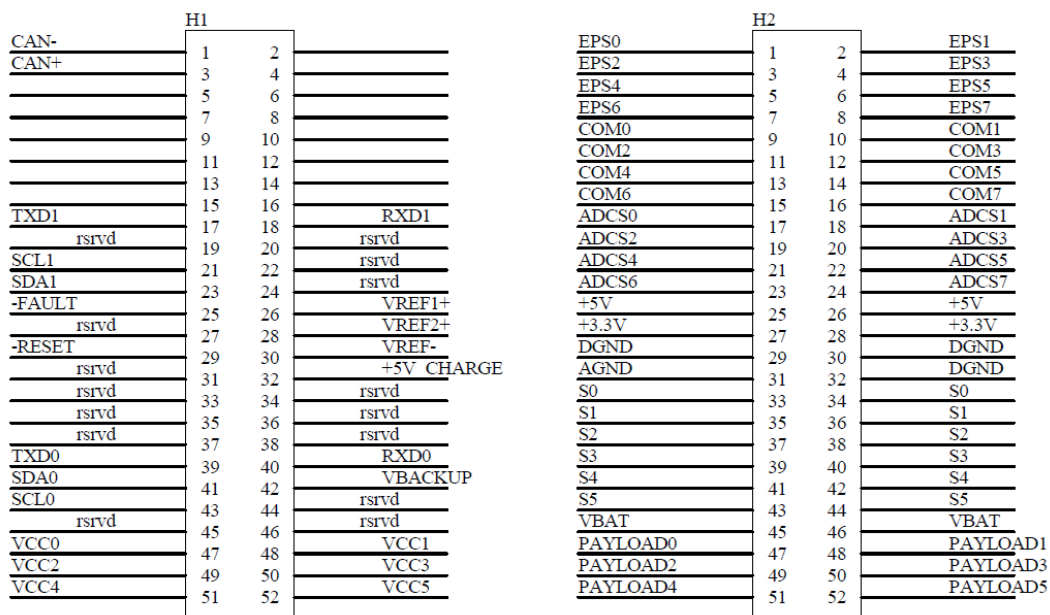 H1 H2
CAN- 1 2 EPS0 1 2 EPS1
CAN+ 3 4 EPS2 3 4 EPS3
5 6 EPS4 5 6 EPS5
7 8 EPS6 7 8 EPS7
9 10 COM0 9 10 COM1
11 12 COM2 11 12 COM3
13 14 COM4 13 14 COM5
15 16 COM6 15 16 COM7
TXD1 17 18 RXD1 ADCS0 17 18 ADCS1
rsrvd 19 20 rsrvd ADCS2 19 20 ADCS3
SCL1 21 22 rsrvd ADCS4 21 22 ADCS5
SDA1 23 24 rsrvd ADCS6 23 24 ADCS7
-FAULT 25 26 VREF1+ +5V 25 26 +5V
rsrvd 27 28 VREF2+ +3.3V 27 28 +3.3V
-RESET 29 30 VREF- DGND 29 30 DGND
rsrvd 31 32 +5V_CHARGE AGND 31 32 DGND
rsrvd 33 34 rsrvd S0 33 34 S0
rsrvd 35 36 rsrvd S1 35 36 S1
rsrvd 37 38 rsrvd S2 37 38 S2
TXD0 39 40 RXD0 S3 39 40 S3
SDA0 41 42 VBACKUP S4 41 42 S4
SCL0 43 44 rsrvd S5 43 44 S5
rsrvd 45 46 rsrvd VBAT 45 46 VBAT
VCC0 47 48 VCC1 PAYLOAD0 47 48 PAYLOAD1
VCC2 49 50 VCC3 PAYLOAD2 49 50 PAYLOAD3
VCC4 51 52 VCC5 PAYLOAD4 51 52 PAYLOAD5